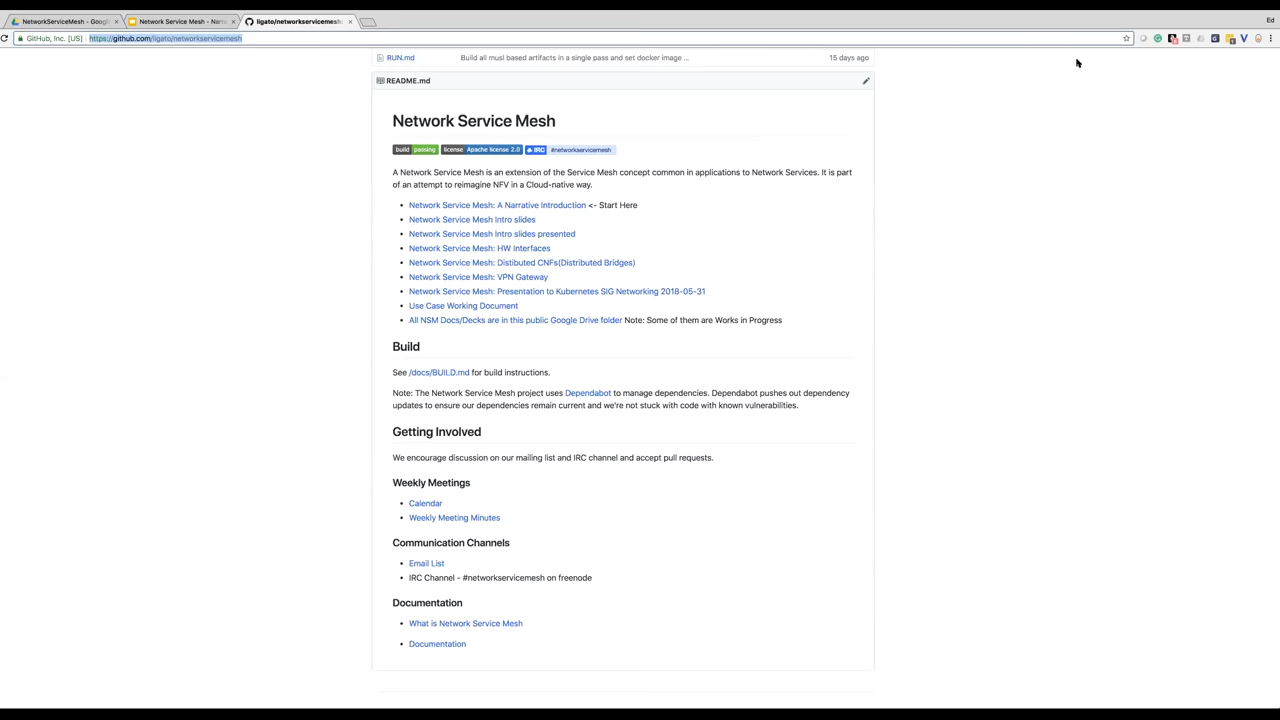 NetworkServiceMesh - Googl
Network Service Mesh - Narra
ligato/networkservicemesh:
Ed
GitHub, Inc. [US]
https://github.com/ligato/networkservicemesh
RUN.md
Build all musl based artifacts in a single pass and set docker image ...
15 days ago
README.md
Network Service Mesh
build passing
license Apache license 2.0
IRC #networkservicemesh
A Network Service Mesh is an extension of the Service Mesh concept common in applications to Network Services. It is part
of an attempt to reimagine NFV in a Cloud-native way.
• Network Service Mesh: A Narrative Introduction <- Start Here
• Network Service Mesh Intro slides
• Network Service Mesh Intro slides presented
• Network Service Mesh: HW Interfaces
• Network Service Mesh: Distibuted CNFs(Distributed Bridges)
• Network Service Mesh: VPN Gateway
• Network Service Mesh: Presentation to Kubernetes SIG Networking 2018-05-31
• Use Case Working Document
• All NSM Docs/Decks are in this public Google Drive folder Note: Some of them are Works in Progress
Build
See /docs/BUILD.md for build instructions.
Note: The Network Service Mesh project uses Dependabot to manage dependencies. Dependabot pushes out dependency
updates to ensure our dependencies remain current and we're not stuck with code with known vulnerabilities.
Getting Involved
We encourage discussion on our mailing list and IRC channel and accept pull requests.
Weekly Meetings
• Calendar
• Weekly Meeting Minutes
Communication Channels
• Email List
• IRC Channel - #networkservicemesh on freenode
Documentation
• What is Network Service Mesh
• Documentation